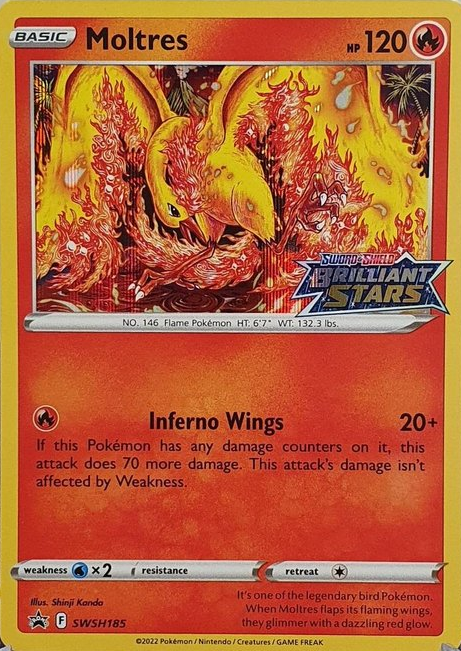 BASIC Moltres HP 120
SWORD & SHIELD
BRILLIANT
STARS
NO. 146 Flame Pokémon HT: 6'7" WT: 132.3 lbs.
Inferno Wings 20+
If this Pokémon has any damage counters on it, this
attack does 70 more damage. This attack's damage isn't
affected by Weakness.
weakness ×2 resistance retreat
Illus. Shinji Kanda
It's one of the legendary bird Pokémon.
When Moltres flaps its flaming wings,
they glimmer with a dazzling red glow.
F SWSH185
©2022 Pokémon / Nintendo / Creatures / GAME FREAK